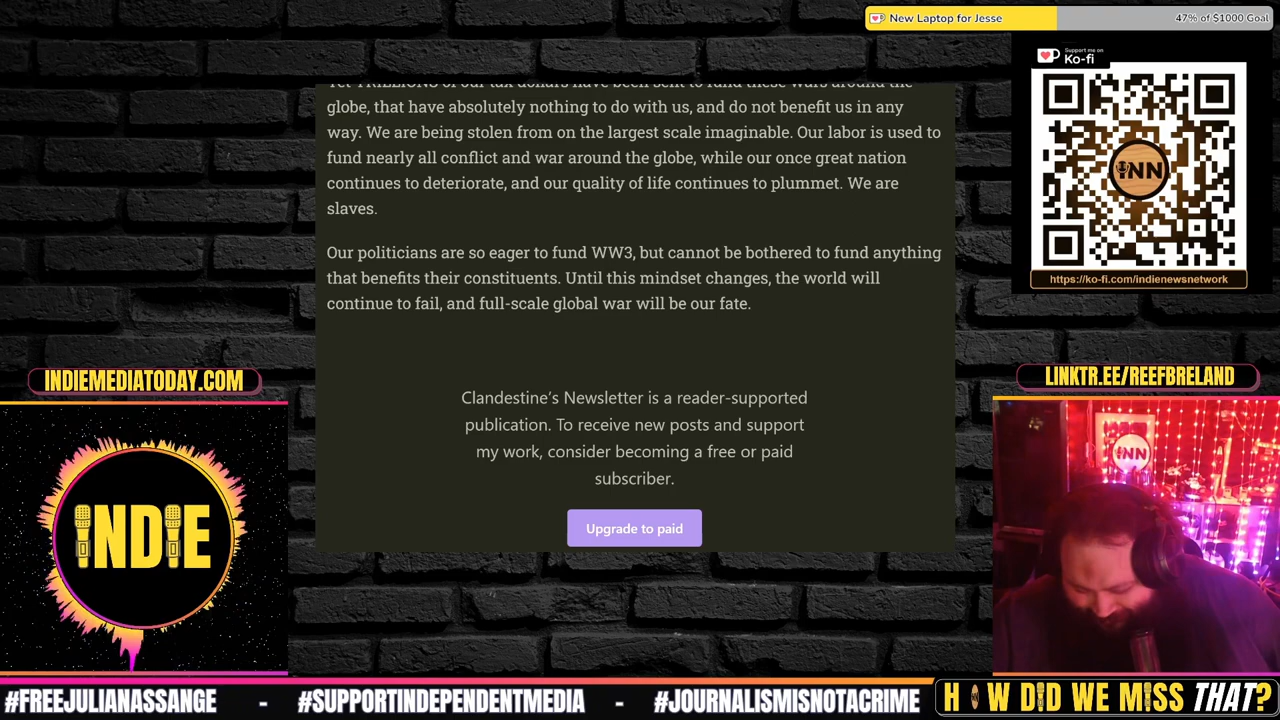 New Laptop for Jesse
47% of $1000 Goal
Support me on
Ko-fi
iNN
https://ko-fi.com/indienewsnetwork
globe, that have absolutely nothing to do with us, and do not benefit us in any
way. We are being stolen from on the largest scale imaginable. Our labor is used to
fund nearly all conflict and war around the globe, while our once great nation
continues to deteriorate, and our quality of life continues to plummet. We are
slaves.
Our politicians are so eager to fund WW3, but cannot be bothered to fund anything
that benefits their constituents. Until this mindset changes, the world will
continue to fail, and full-scale global war will be our fate.
Clandestine's Newsletter is a reader-supported
publication. To receive new posts and support
my work, consider becoming a free or paid
subscriber.
Upgrade to paid
INDIEMEDIATODAY.COM
INDIE
LINKTR.EE/REEFBRELAND
iNN
#FREEJULIANASSANGE - #SUPPORTINDEPENDENTMEDIA - #JOURNALISMISNOTACRIME
HOW DID WE MISS THAT?